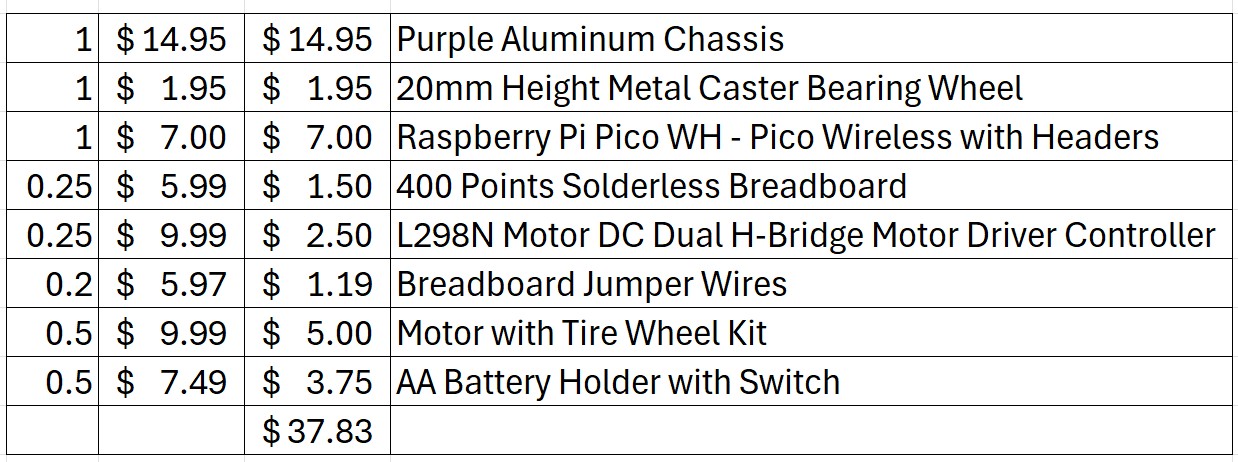 1 $ 14.95 $ 14.95 Purple Aluminum Chassis
1 $ 1.95 $ 1.95 20mm Height Metal Caster Bearing Wheel
1 $ 7.00 $ 7.00 Raspberry Pi Pico WH - Pico Wireless with Headers
0.25 $ 5.99 $ 1.50 400 Points Solderless Breadboard
0.25 $ 9.99 $ 2.50 L298N Motor DC Dual H-Bridge Motor Driver Controller
0.2 $ 5.97 $ 1.19 Breadboard Jumper Wires
0.5 $ 9.99 $ 5.00 Motor with Tire Wheel Kit
0.5 $ 7.49 $ 3.75 AA Battery Holder with Switch
$ 37.83